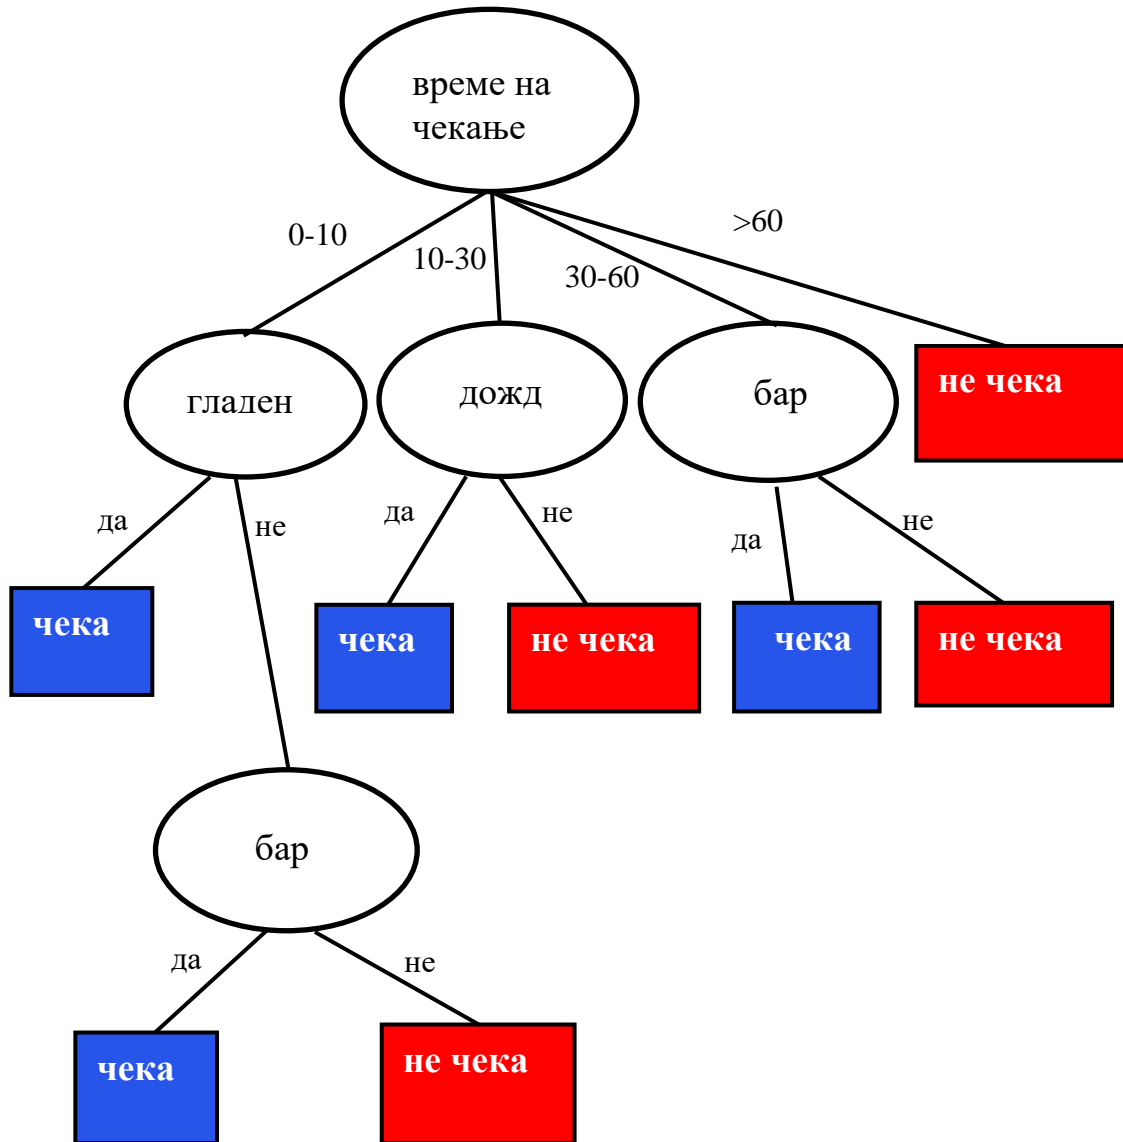 време на
чекање
0-10
10-30
30-60
>60
гладен
дожд
бар
не чека
да
не
да
не
да
не
чека
чека
не чека
чека
не чека
бар
да
не
чека
не чека